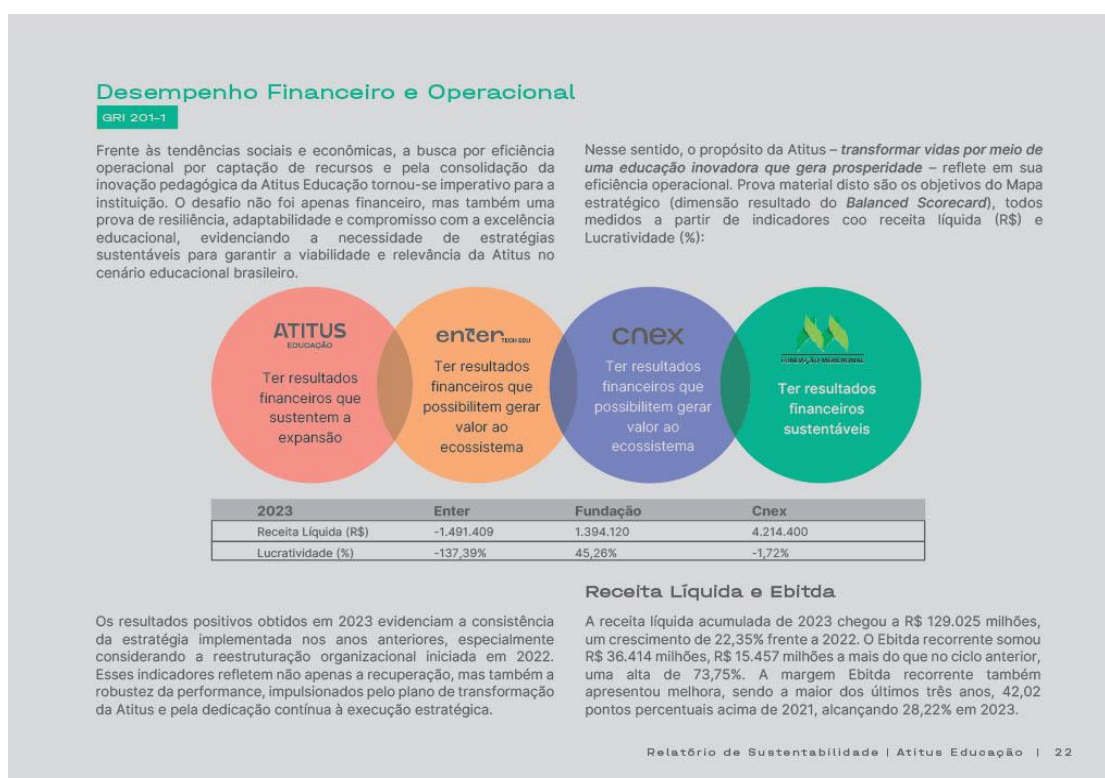 Desempenho Financeiro e Operacional
GRI 201-1
Frente às tendências sociais e econômicas, a busca por eficiência
operacional por captação de recursos e pela consolidação da
inovação pedagógica da Atitus Educação tornou-se imperativo para a
instituição. O desafio não foi apenas financeiro, mas também uma
prova de resiliência, adaptabilidade e compromisso com a excelência
educacional, evidenciando a necessidade de estratégias
sustentáveis para garantir a viabilidade e relevância da Atitus no
cenário educacional brasileiro.
Nesse sentido, o propósito da Atitus – transformar vidas por meio de
uma educação inovadora que gera prosperidade – reflete em sua
eficiência operacional. Prova material disto são os objetivos do Mapa
estratégico (dimensão resultado do Balanced Scorecard), todos
medidos a partir de indicadores coo receita líquida (R$) e
Lucratividade (%):
ATITUS
EDUCAÇÃO
Ter resultados
financeiros que
sustentem a
expansão
enter TECH EDU
Ter resultados
financeiros que
possibilitem gerar
valor ao
ecossistema
cnex
Ter resultados
financeiros que
possibilitem gerar
valor ao
ecossistema
FUNDAÇÃO MERIDIONAL
Ter resultados
financeiros
sustentáveis
2023 Enter Fundação Cnex
Receita Líquida (R$) -1.491.409 1.394.120 4.214.400
Lucratividade (%) -137,39% 45,26% -1,72%
Os resultados positivos obtidos em 2023 evidenciam a consistência
da estratégia implementada nos anos anteriores, especialmente
considerando a reestruturação organizacional iniciada em 2022.
Esses indicadores refletem não apenas a recuperação, mas também a
robustez da performance, impulsionados pelo plano de transformação
da Atitus e pela dedicação contínua à execução estratégica.
Receita Líquida e Ebitda
A receita líquida acumulada de 2023 chegou a R$ 129.025 milhões,
um crescimento de 22,35% frente a 2022. O Ebitda recorrente somou
R$ 36.414 milhões, R$ 15.457 milhões a mais do que no ciclo anterior,
uma alta de 73,75%. A margem Ebitda recorrente também
apresentou melhora, sendo a maior dos últimos três anos, 42,02
pontos percentuais acima de 2021, alcançando 28,22% em 2023.
Relatório de Sustentabilidade | Atitus Educação | 22